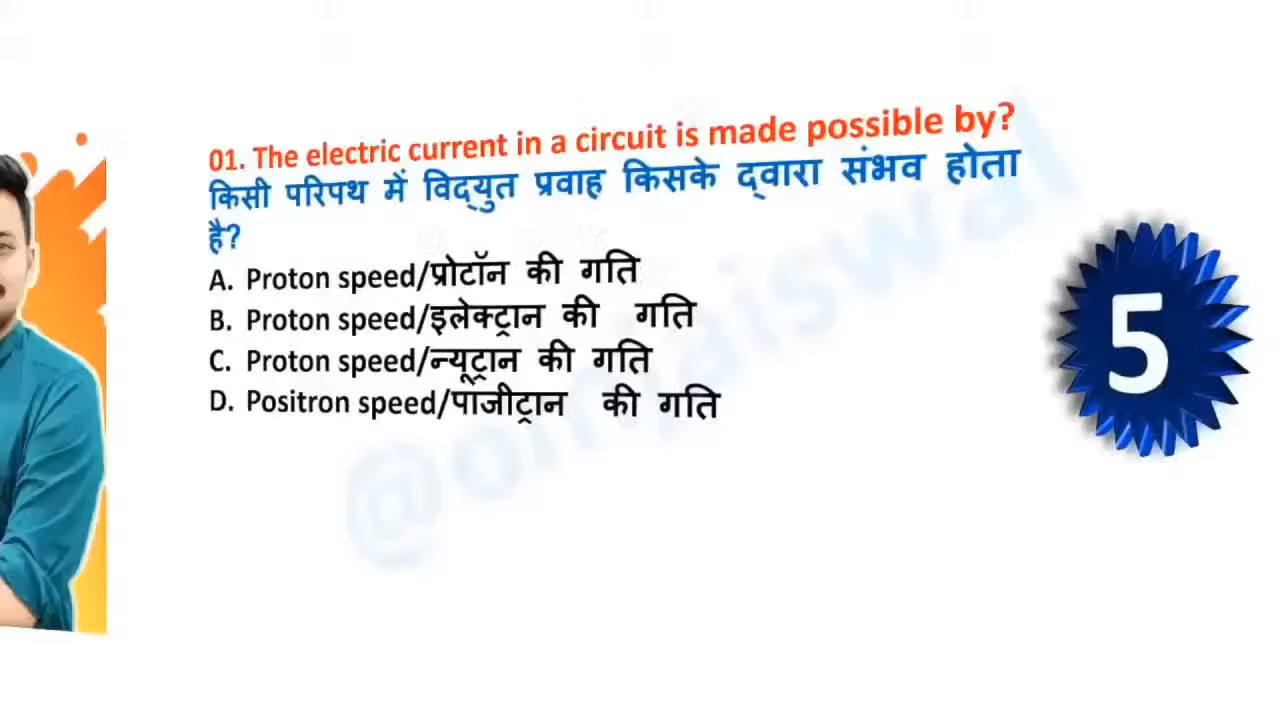 01. The electric current in a circuit is made possible by?
किसी परिपथ में विद्युत प्रवाह किसके द्वारा संभव होता
है?
A. Proton speed/प्रोटॉन की गति
B. Proton speed/इलेक्ट्रान की गति
C. Proton speed/न्यूट्रान की गति
D. Positron speed/पाजीट्रान की गति
5